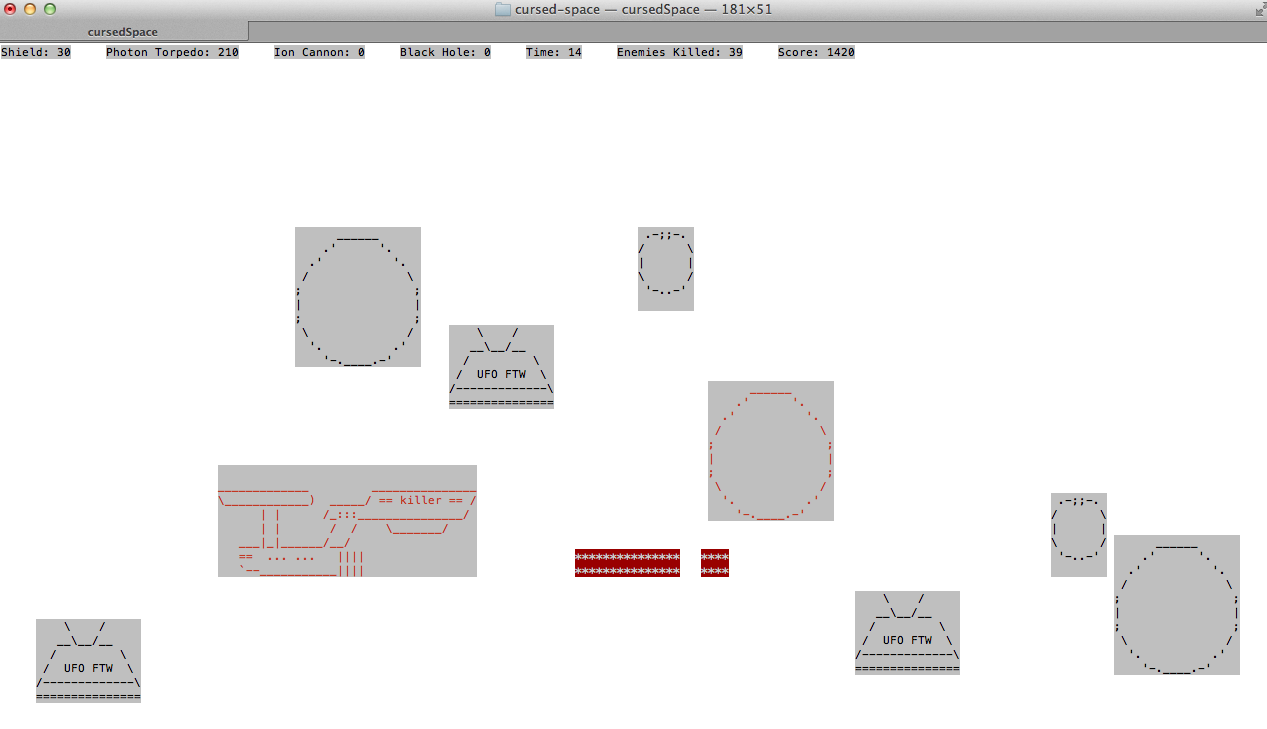 cursed-space — cursedSpace — 181×51
cursedSpace
Shield: 30 Photon Torpedo: 210 Ion Cannon: 0 Black Hole: 0 Time: 14 Enemies Killed: 39 Score: 1420
UFO FTW
== killer ==
UFO FTW
UFO FTW